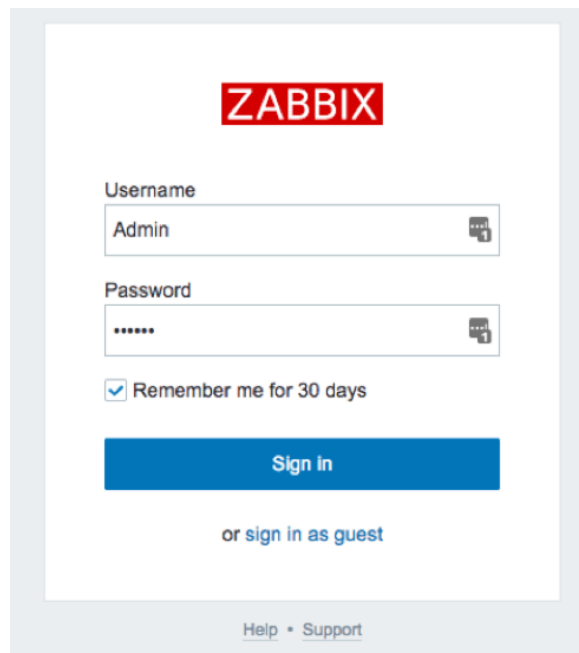 ZABBIX
Username
Admin
Password
••••••
Remember me for 30 days
Sign in
or sign in as guest
Help • Support